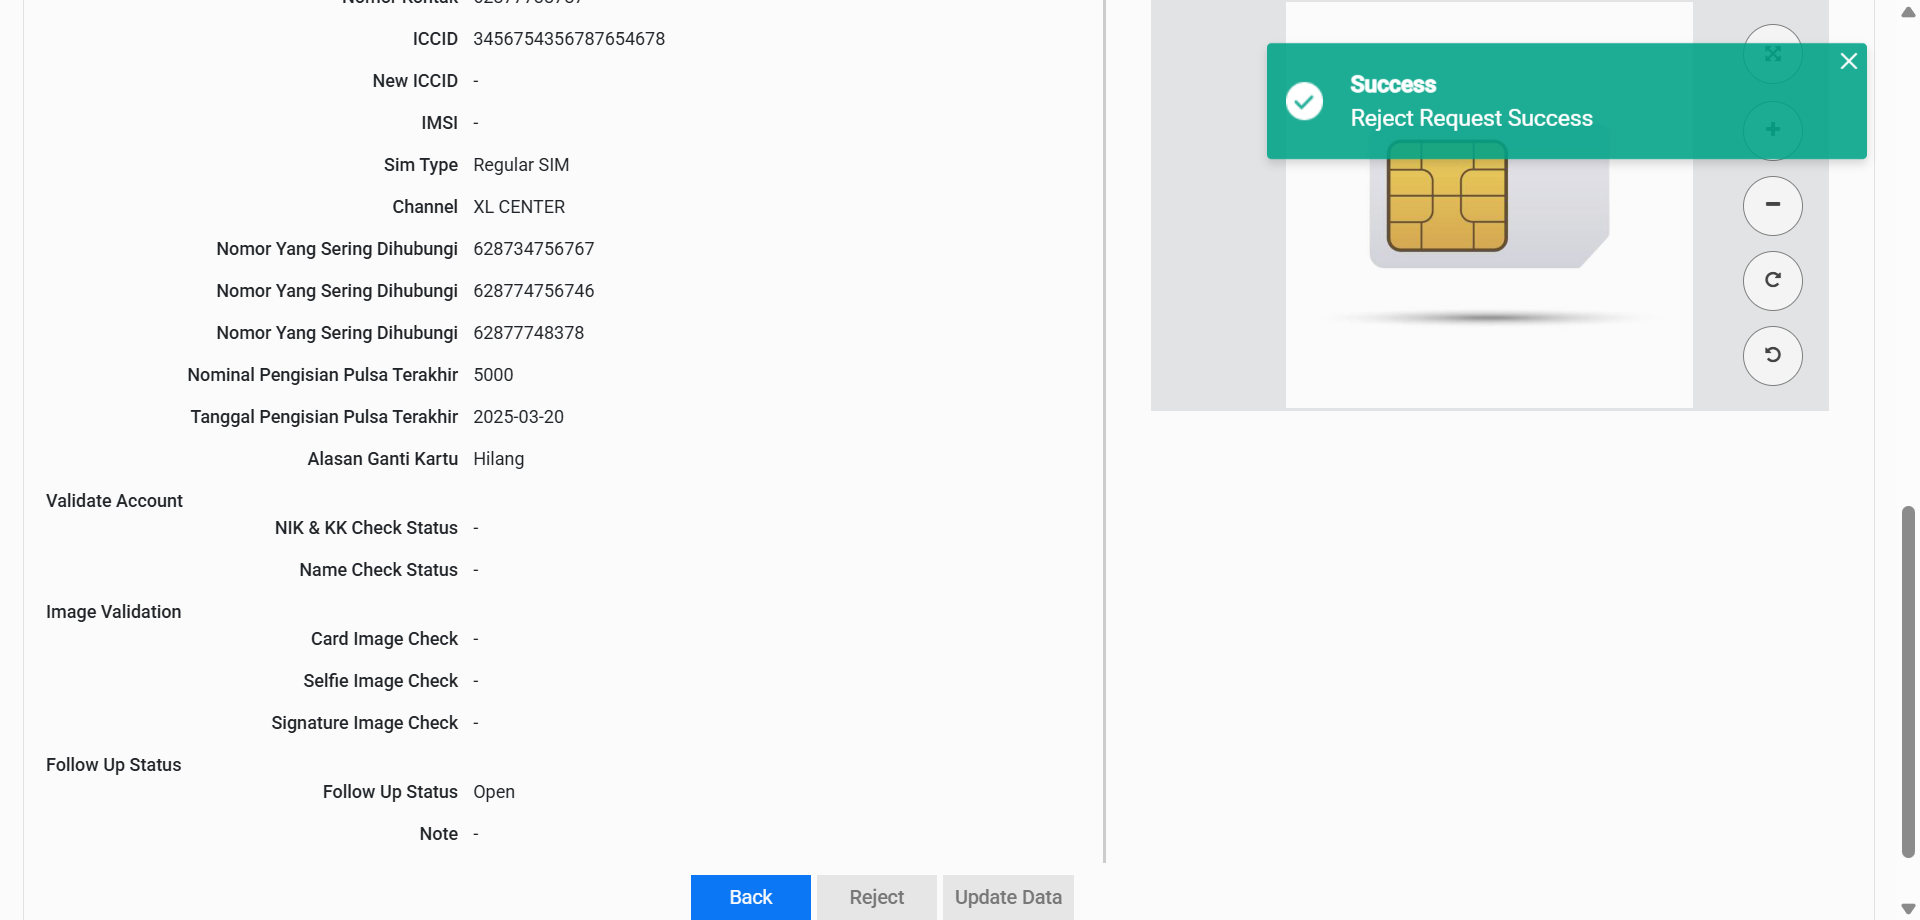 ICCID 3456754356787654678
New ICCID -
IMSI -
Sim Type Regular SIM
Channel XL CENTER
Nomor Yang Sering Dihubungi 628734756767
Nomor Yang Sering Dihubungi 628774756746
Nomor Yang Sering Dihubungi 62877748378
Nominal Pengisian Pulsa Terakhir 5000
Tanggal Pengisian Pulsa Terakhir 2025-03-20
Alasan Ganti Kartu Hilang
Validate Account
NIK & KK Check Status -
Name Check Status -
Image Validation
Card Image Check -
Selfie Image Check -
Signature Image Check -
Follow Up Status
Follow Up Status Open
Note -
Back Reject Update Data
Success
Reject Request Success